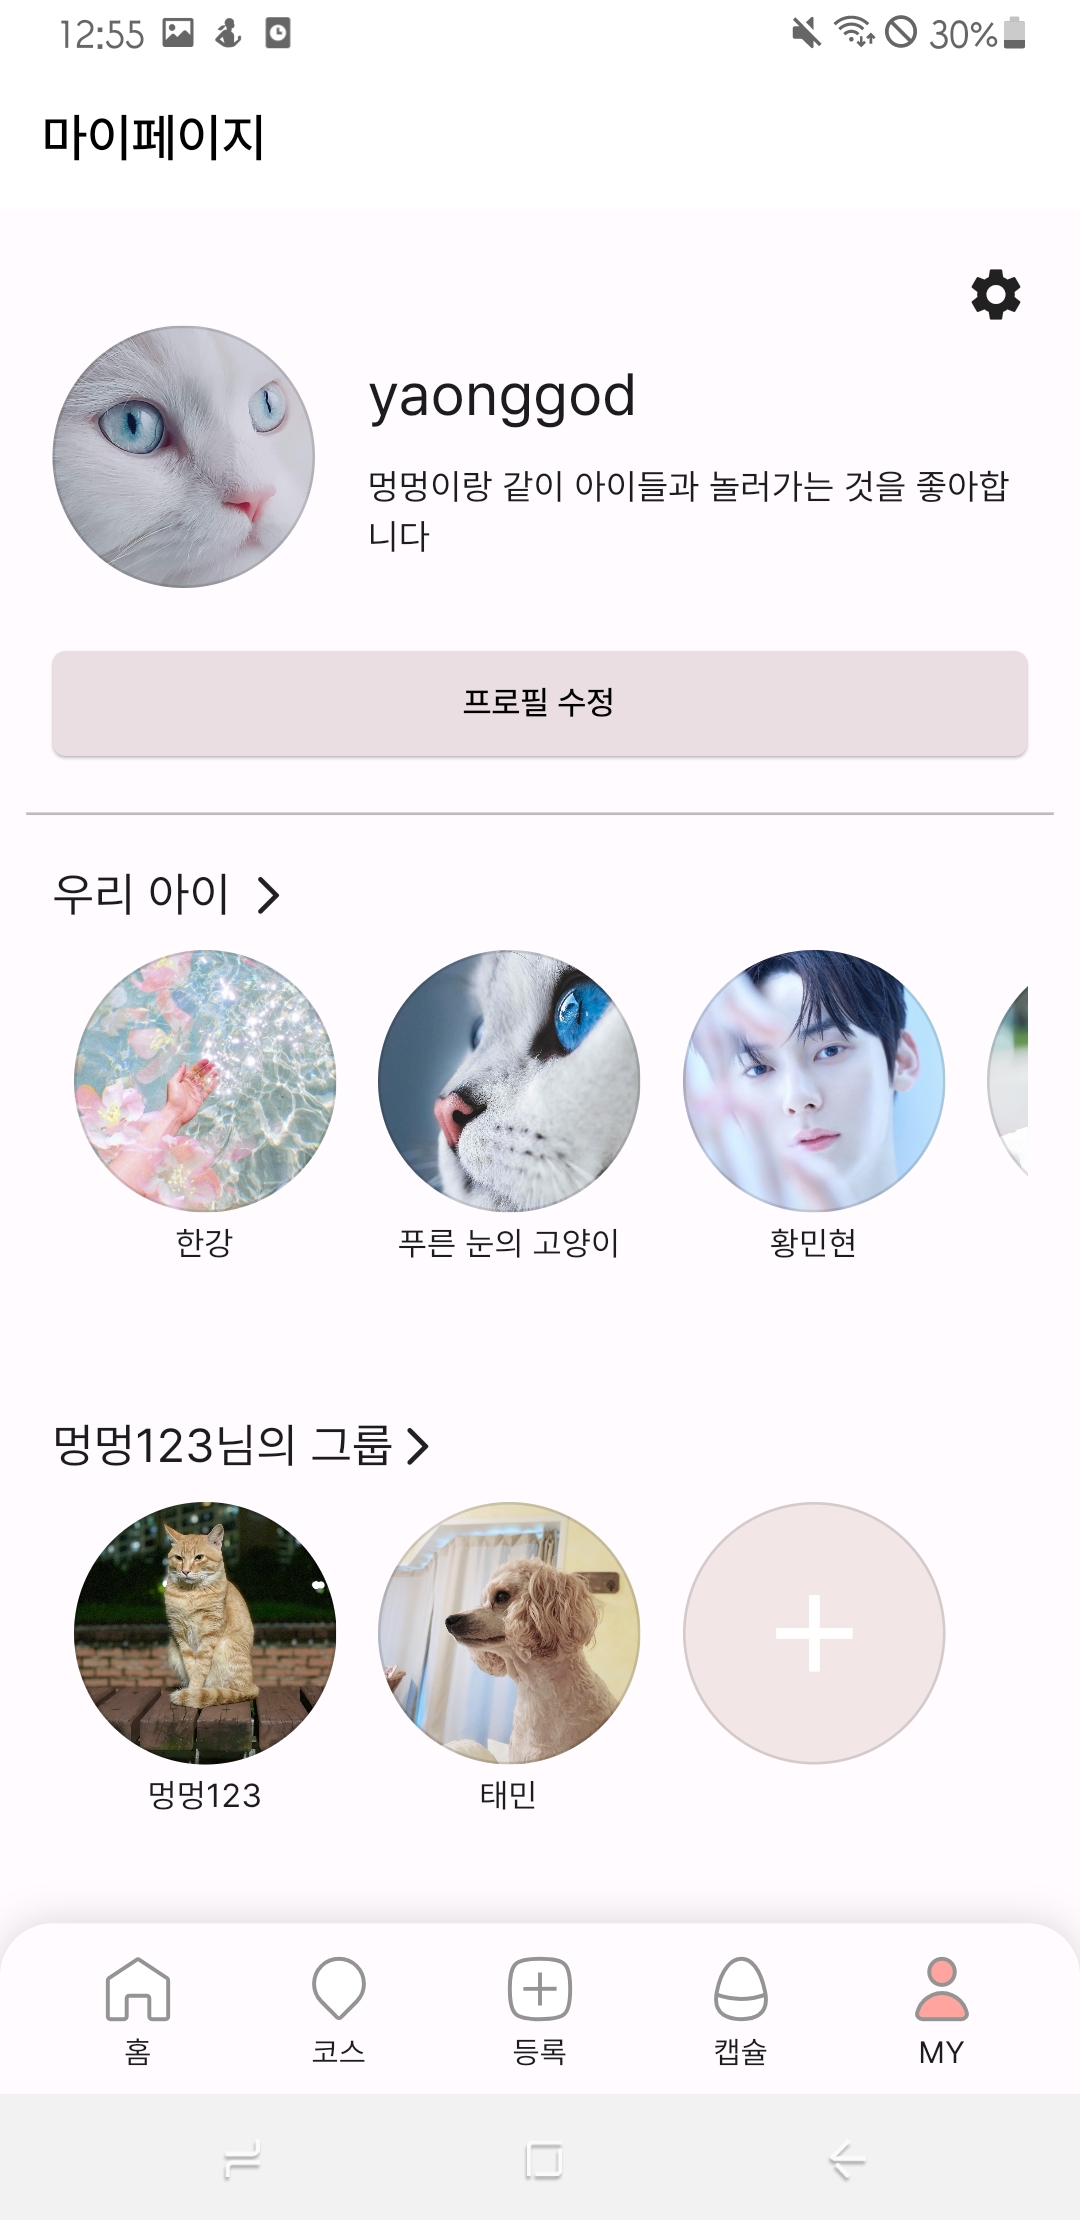 12:55
30%
마이페이지
yaonggod
멍멍이랑 같이 아이들과 놀러가는 것을 좋아합
니다
프로필 수정
우리 아이
한강
푸른 눈의 고양이
황민현
멍멍123님의 그룹
멍멍123
태민
홈
코스
등록
캡슐
MY